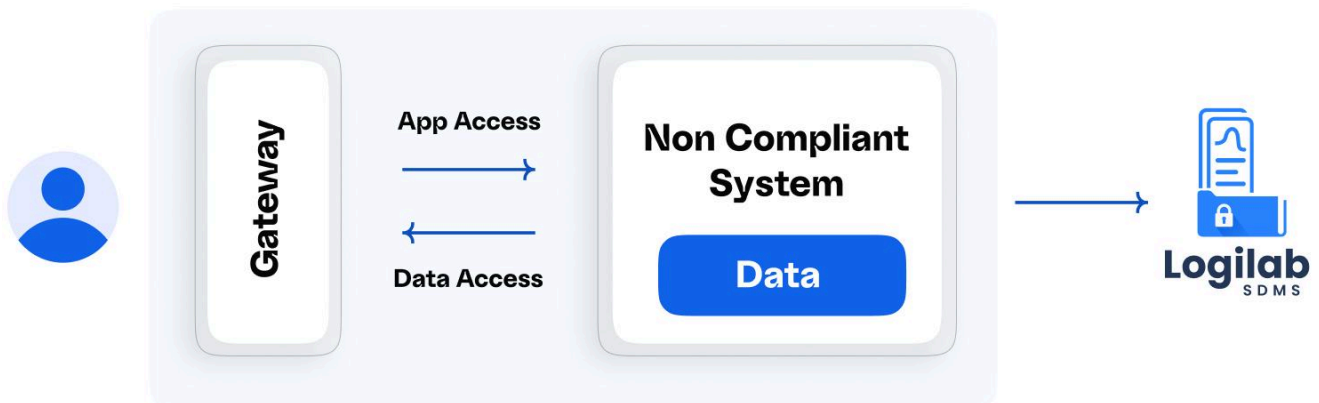 Gateway
App Access
Data Access
Non Compliant
System
Data
Logilab
SDMS